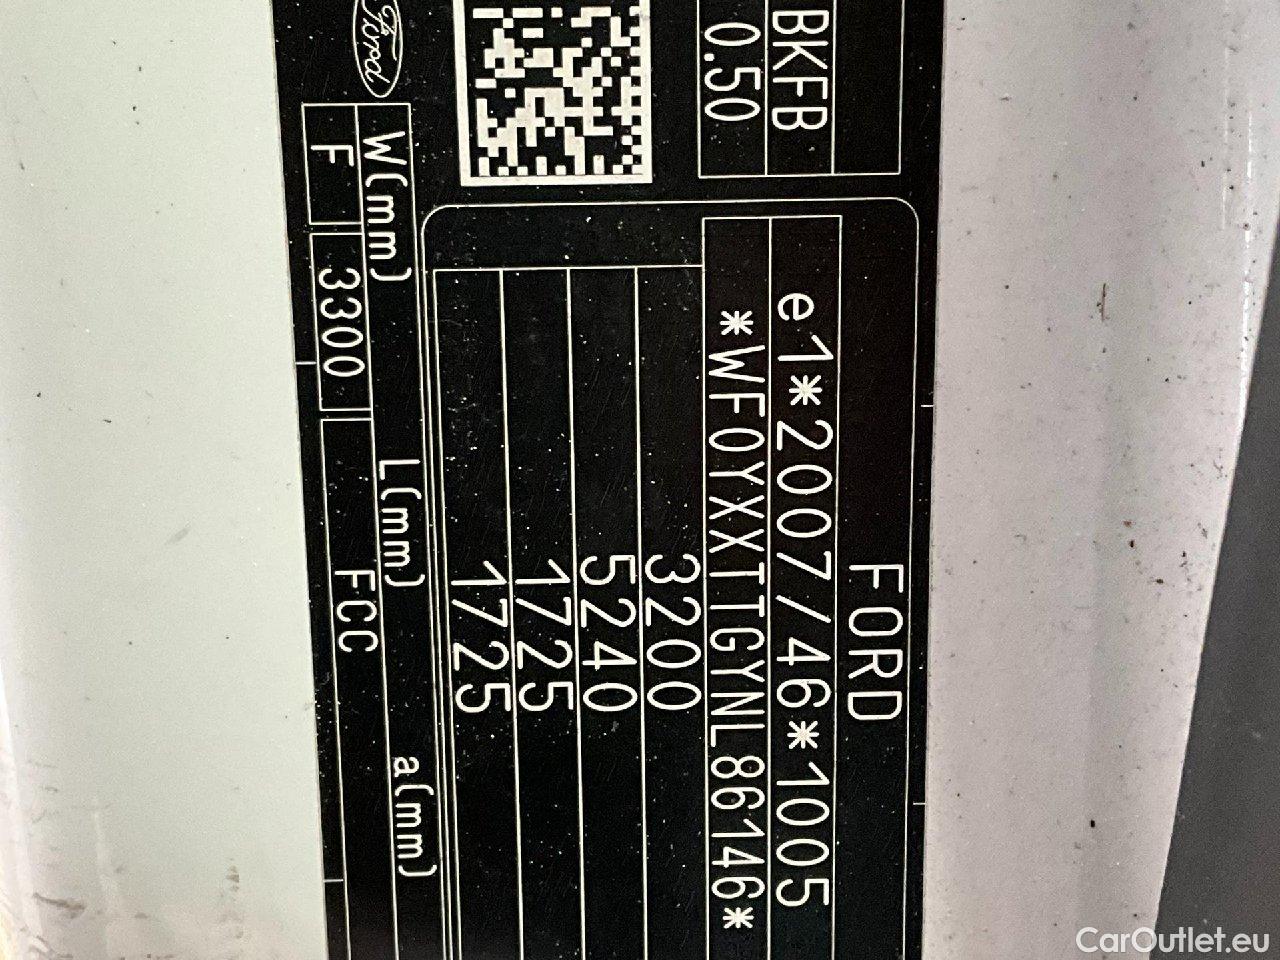 FORD
e1*2007/46*1005
*WF0YXXTTGYNL86146*
3200
5240
1725
1725
BKFB
0.50
Ford
W(mm)
L(mm)
a(mm)
F
3300
FCC
CarOutlet.eu